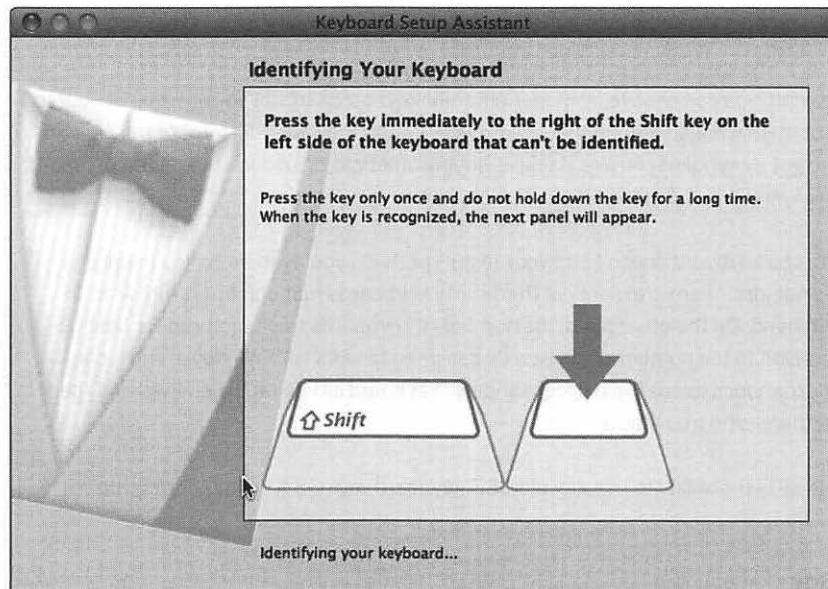 Keyboard Setup Assistant
Identifying Your Keyboard
Press the key immediately to the right of the Shift key on the
left side of the keyboard that can't be identified.
Press the key only once and do not hold down the key for a long time.
When the key is recognized, the next panel will appear.
Shift
Identifying your keyboard...